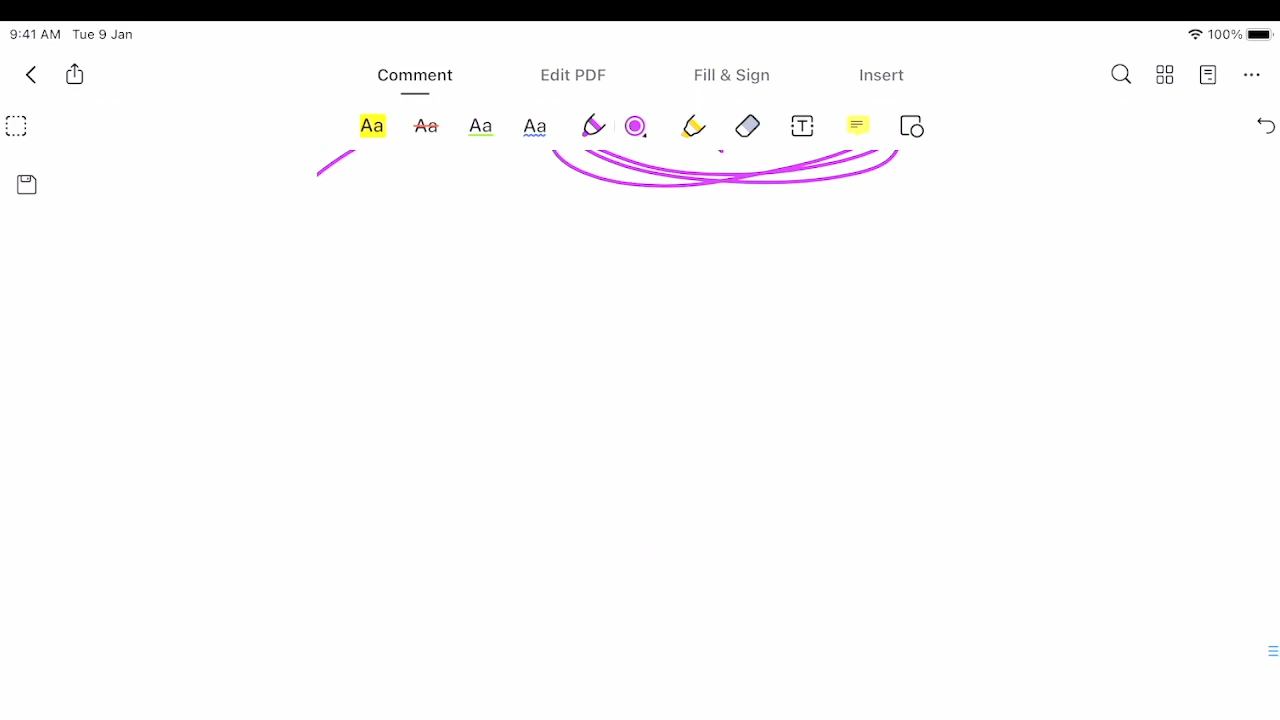 9:41 AM Tue 9 Jan 100%
Comment Edit PDF Fill & Sign Insert
Aa Aa Aa Aa T